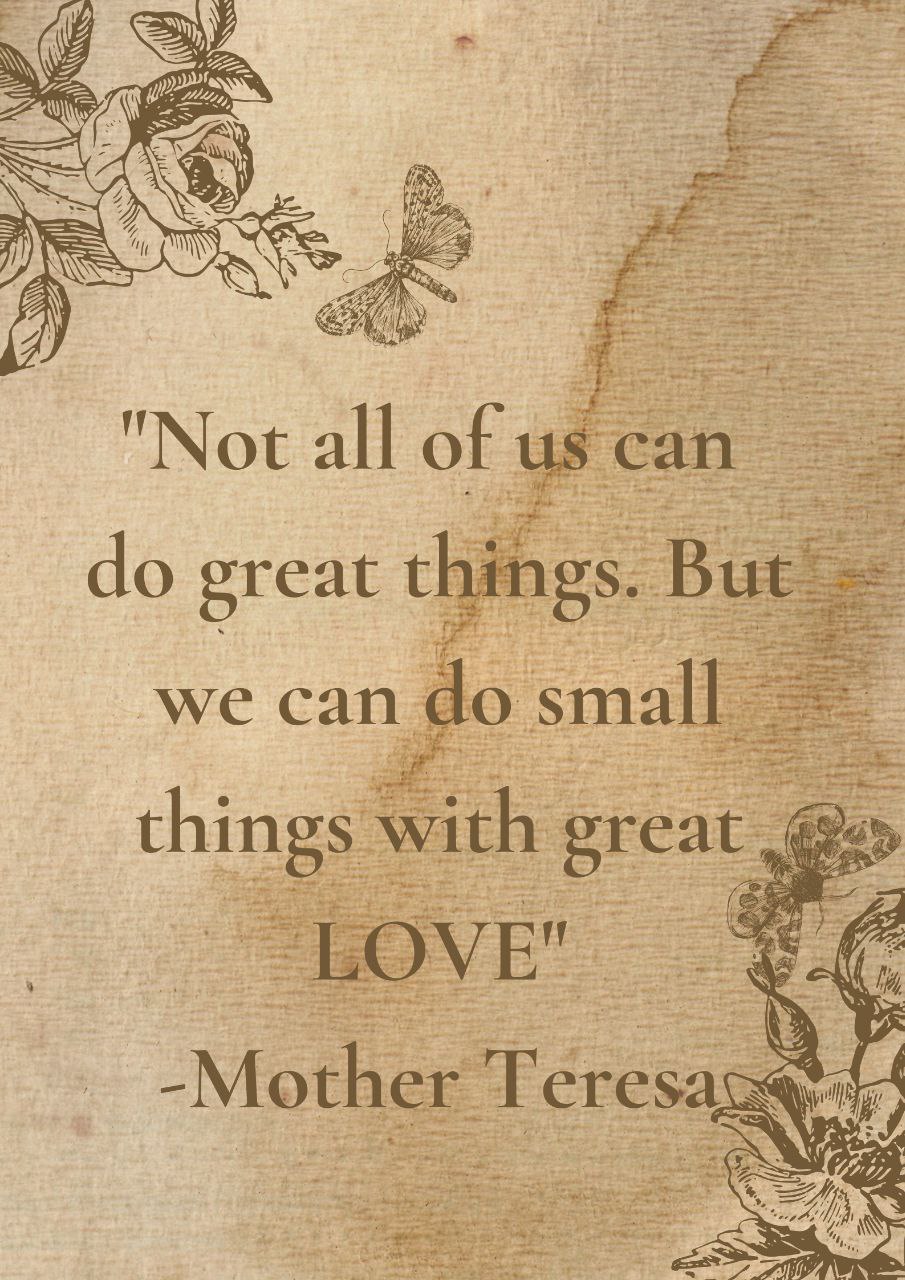 "Not all of us can
do great things. But
we can do small
things with great
LOVE"
-Mother Teresa